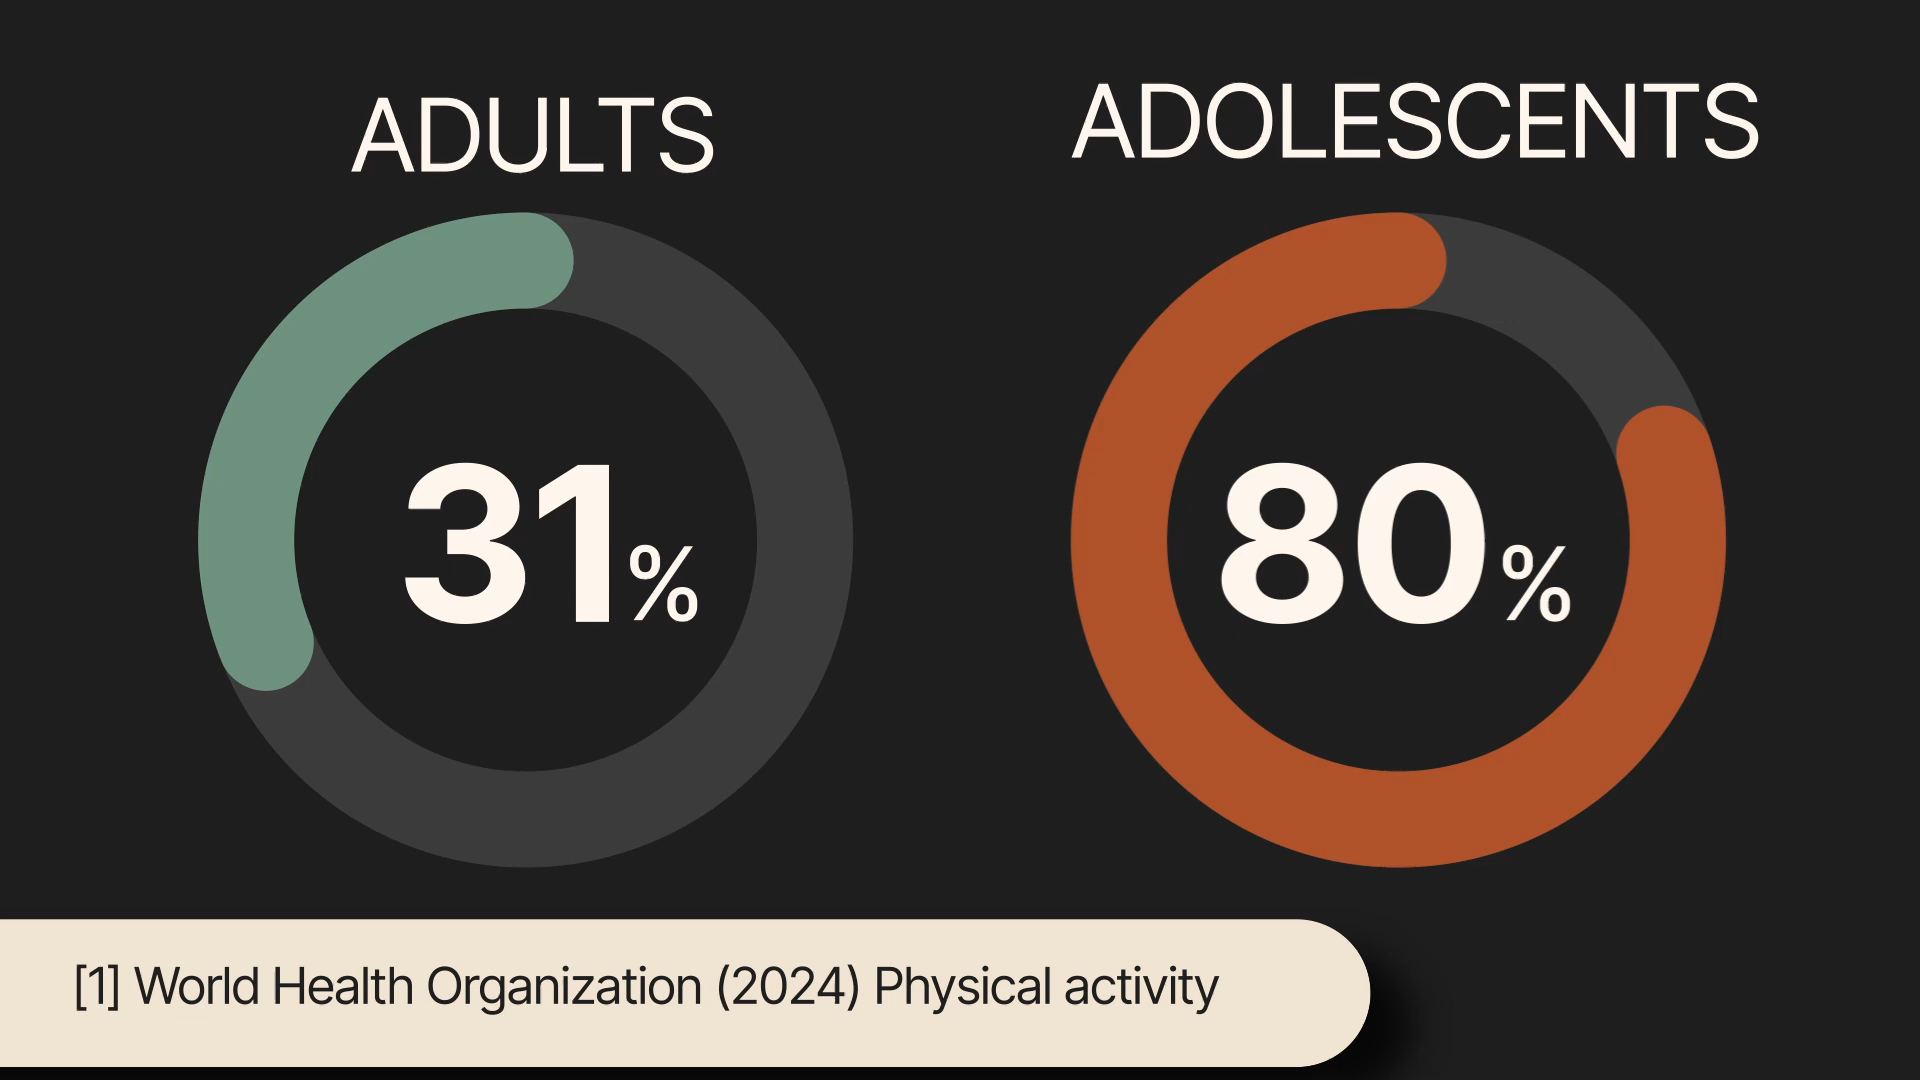 ADULTS
ADOLESCENTS
31%
80%
[1] World Health Organization (2024) Physical activity